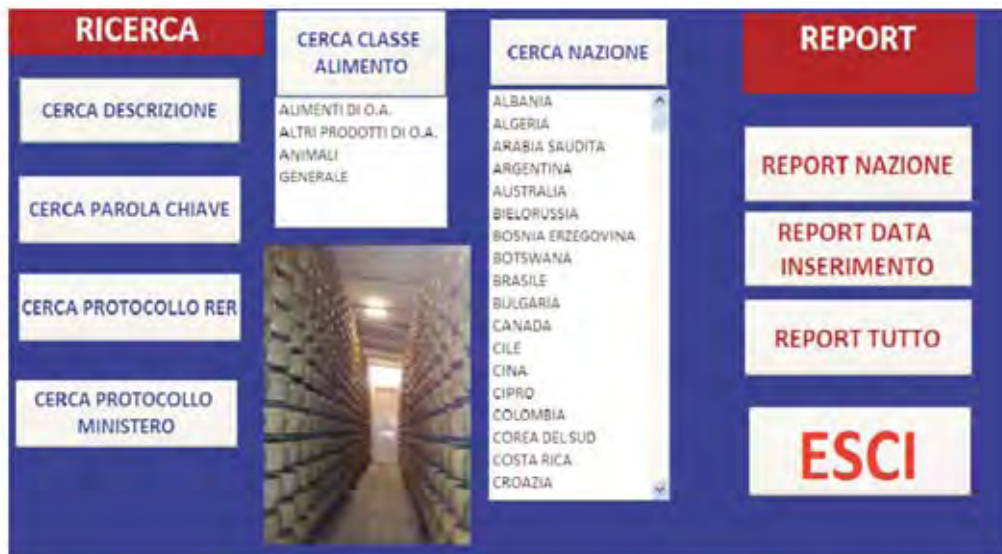 RICERCA
CERCA DESCRIZIONE
CERCA PAROLA CHIAVE
CERCA PROTOCOLLO RER
CERCA PROTOCOLLO
MINISTERO
CERCA CLASSE
ALIMENTO
ALIMENTI DI O.A.
ALTRI PRODOTTI DI O.A.
ANIMALI
GENERALE
CERCA NAZIONE
ALBANIA
ALGERIA
ARABIA SAUDITA
ARGENTINA
AUSTRALIA
BIELORUSSIA
BOSNIA ERZEGOVINA
BOTSWANA
BRASILE
BULGARIA
CANADA
CILE
CINA
CIPRO
COLOMBIA
COREA DEL SUD
COSTA RICA
CROAZIA
REPORT
REPORT NAZIONE
REPORT DATA
INSERIMENTO
REPORT TUTTO
ESCI